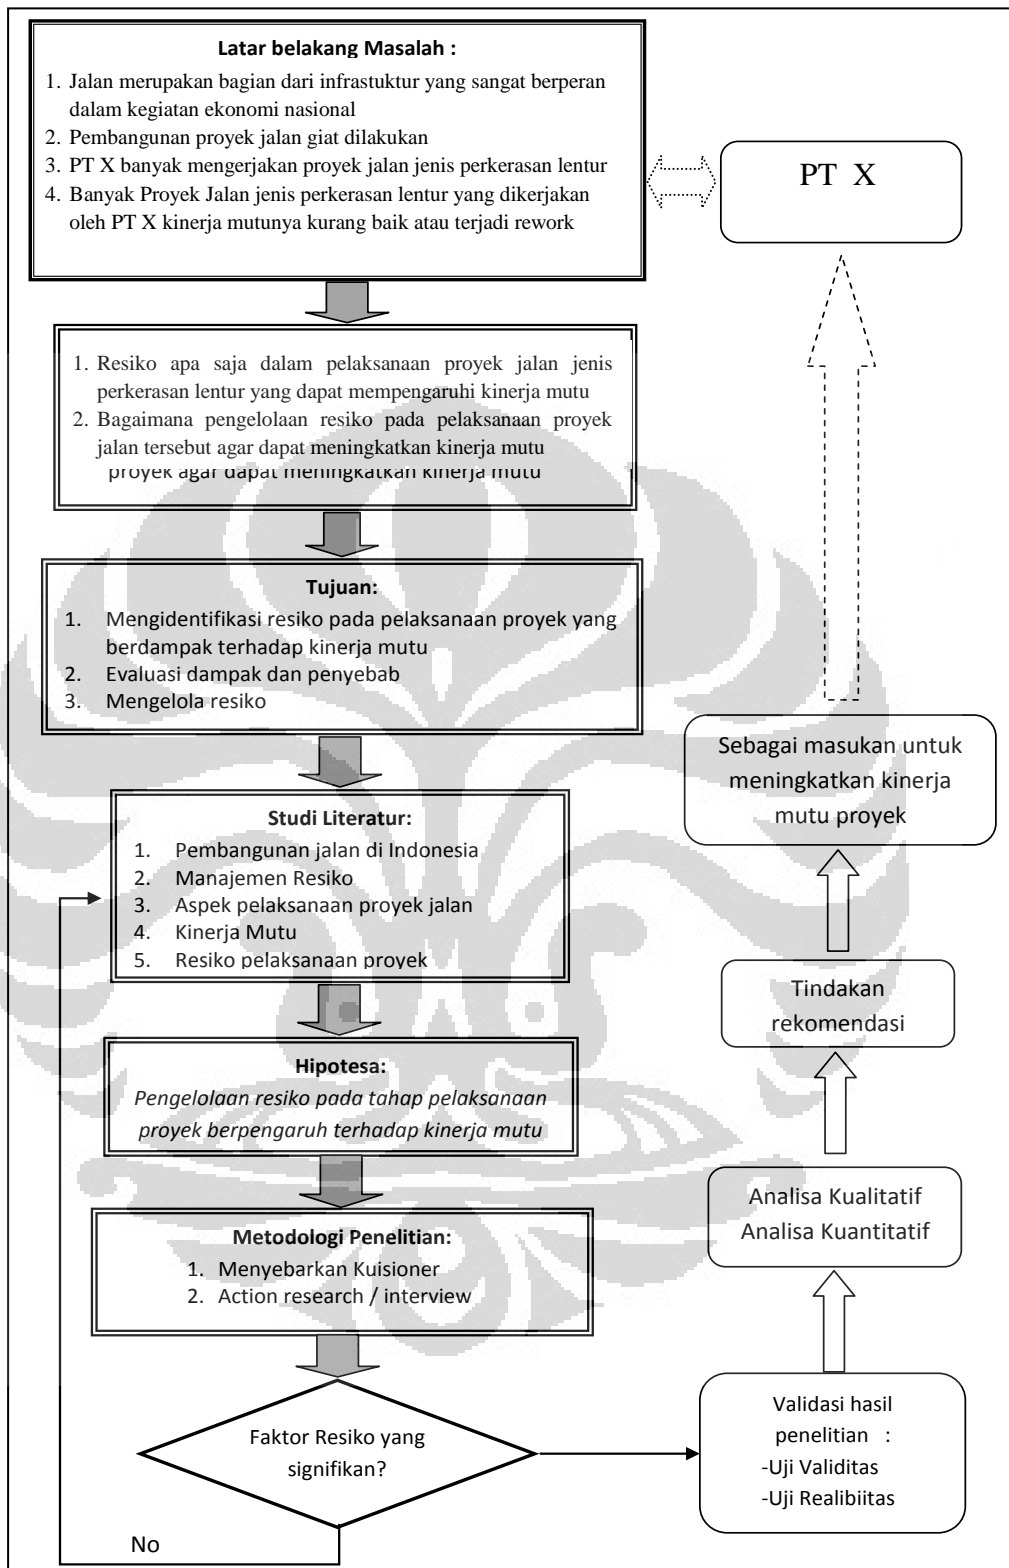 Latar belakang Masalah :
1. Jalan merupakan bagian dari infrastuktur yang sangat berperan
dalam kegiatan ekonomi nasional
2. Pembangunan proyek jalan giat dilakukan
3. PT X banyak mengerjakan proyek jalan jenis perkerasan lentur
4. Banyak Proyek Jalan jenis perkerasan lentur yang dikerjakan
oleh PT X kinerja mutunya kurang baik atau terjadi rework
PT X
1. Resiko apa saja dalam pelaksanaan proyek jalan jenis
perkerasan lentur yang dapat mempengaruhi kinerja mutu
2. Bagaimana pengelolaan resiko pada pelaksanaan proyek
jalan tersebut agar dapat meningkatkan kinerja mutu
proyek agar dapat meningkatkan kinerja mutu
Tujuan:
1. Mengidentifikasi resiko pada pelaksanaan proyek yang
berdampak terhadap kinerja mutu
2. Evaluasi dampak dan penyebab
3. Mengelola resiko
Studi Literatur:
1. Pembangunan jalan di Indonesia
2. Manajemen Resiko
3. Aspek pelaksanaan proyek jalan
4. Kinerja Mutu
5. Resiko pelaksanaan proyek
Hipotesa:
Pengelolaan resiko pada tahap pelaksanaan
proyek berpengaruh terhadap kinerja mutu
Metodologi Penelitian:
1. Menyebarkan Kuisioner
2. Action research / interview
Faktor Resiko yang
signifikan?
No
Validasi hasil
penelitian :
-Uji Validitas
-Uji Realibiitas
Analisa Kualitatif
Analisa Kuantitatif
Tindakan
rekomendasi
Sebagai masukan untuk
meningkatkan kinerja
mutu proyek